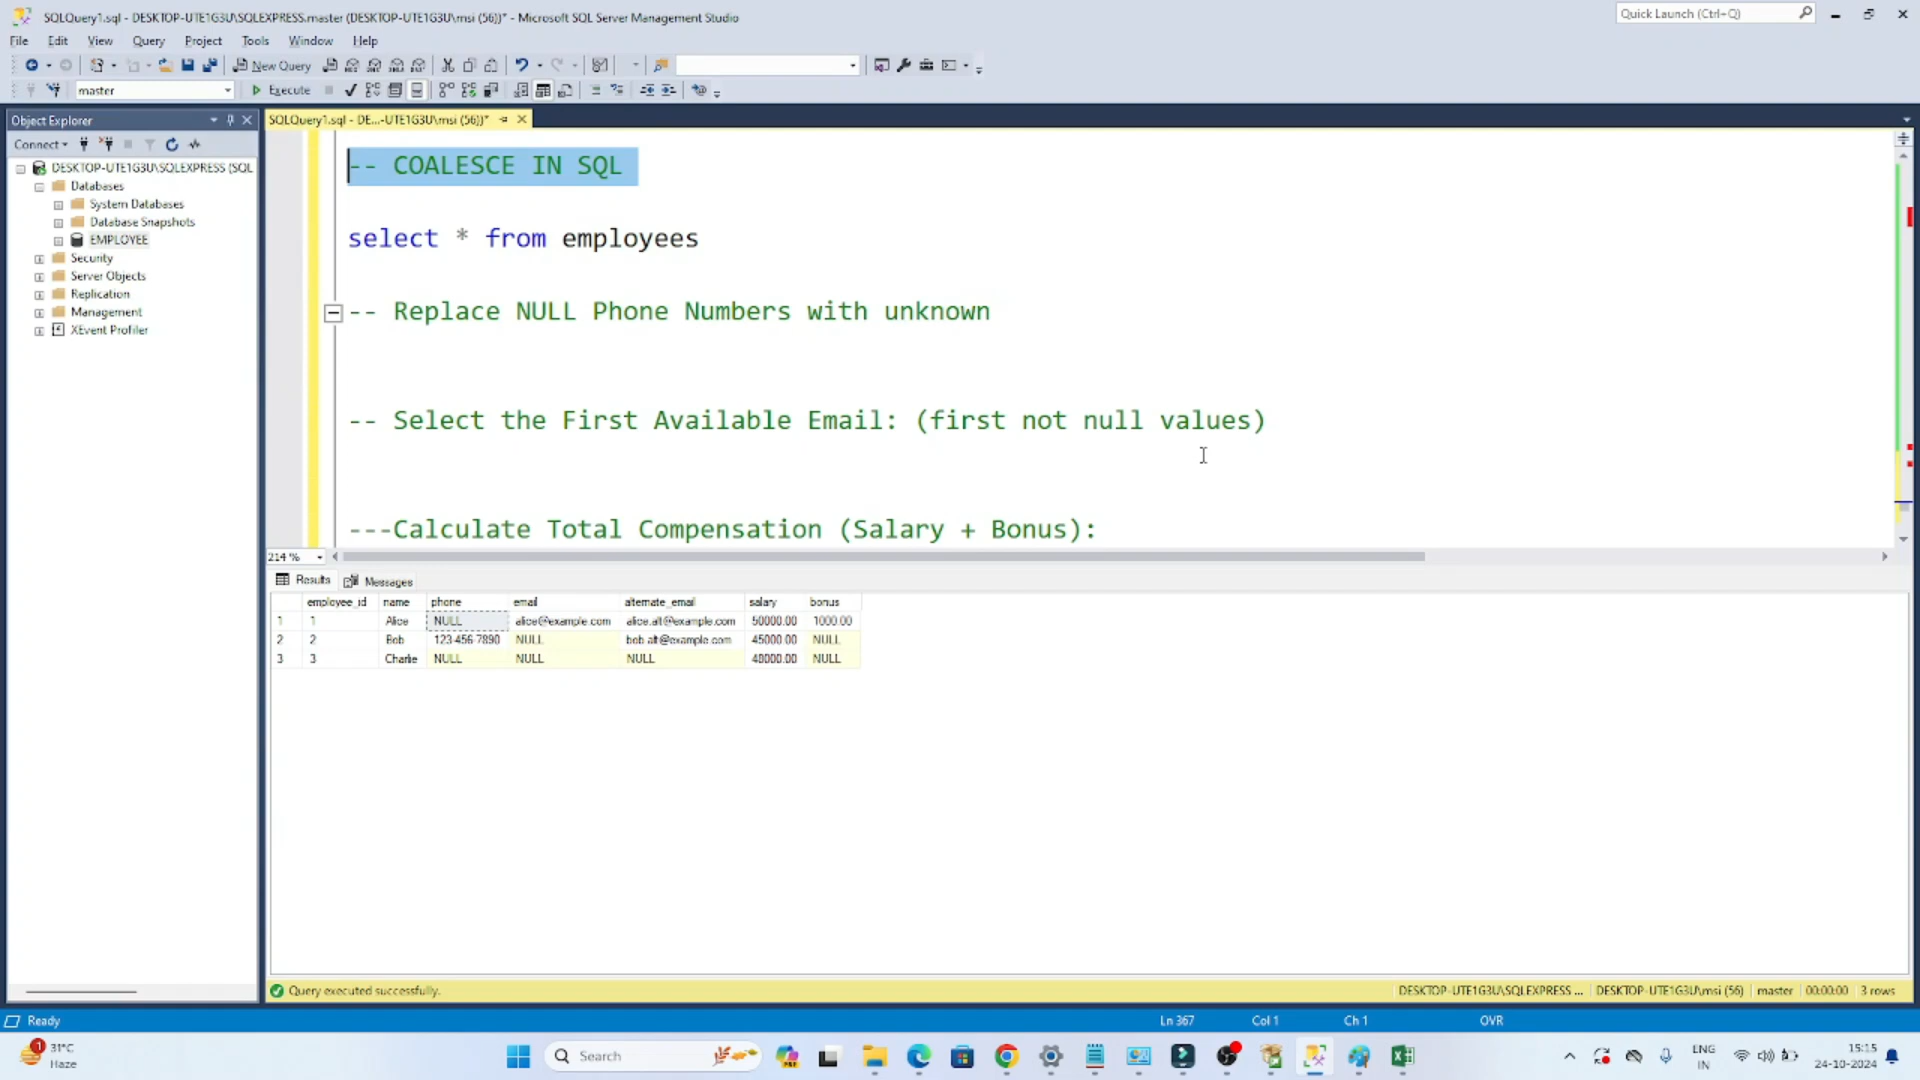 SQLQuery1.sql - DESKTOP-UTE1G3U\SQLEXPRESS.master (DESKTOP-UTE1G3U\msi (56))* - Microsoft SQL Server Management Studio
Quick Launch (Ctrl+Q)
File Edit View Query Project Tools Window Help
New Query
master
Execute
Object Explorer
SQLQuery1.sql - DE...-UTE1G3U\msi (56))*
Connect
DESKTOP-UTE1G3U\SQLEXPRESS (SQL
Databases
System Databases
Database Snapshots
EMPLOYEE
Security
Server Objects
Replication
Management
XEvent Profiler
-- COALESCE IN SQL
select * from employees
-- Replace NULL Phone Numbers with unknown
-- Select the First Available Email: (first not null values)
---Calculate Total Compensation (Salary + Bonus):
214 %
Results Messages
employee_id name phone email alternate_email salary bonus
1 1 Alice NULL alice@example.com alice.alt@example.com 50000.00 1000.00
2 2 Bob 123-456-7890 NULL bob.alt@example.com 45000.00 NULL
3 3 Charlie NULL NULL NULL 48000.00 NULL
Query executed successfully.
DESKTOP-UTE1G3U\SQLEXPRESS ... DESKTOP-UTE1G3U\msi (56) master 00:00:00 3 rows
Ready
Ln 367 Col 1 Ch 1 OVR
1
31°C
Haze
Search
ENG
IN
15:15
24-10-2024